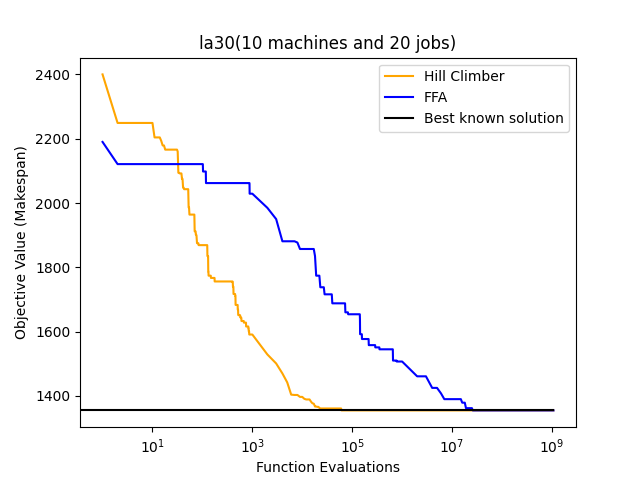 la30(10 machines and 20 jobs)
Hill Climber
FFA
Best known solution
Objective Value (Makespan)
2400
2200
2000
1800
1600
1400
10^1 10^3 10^5 10^7 10^9
Function Evaluations